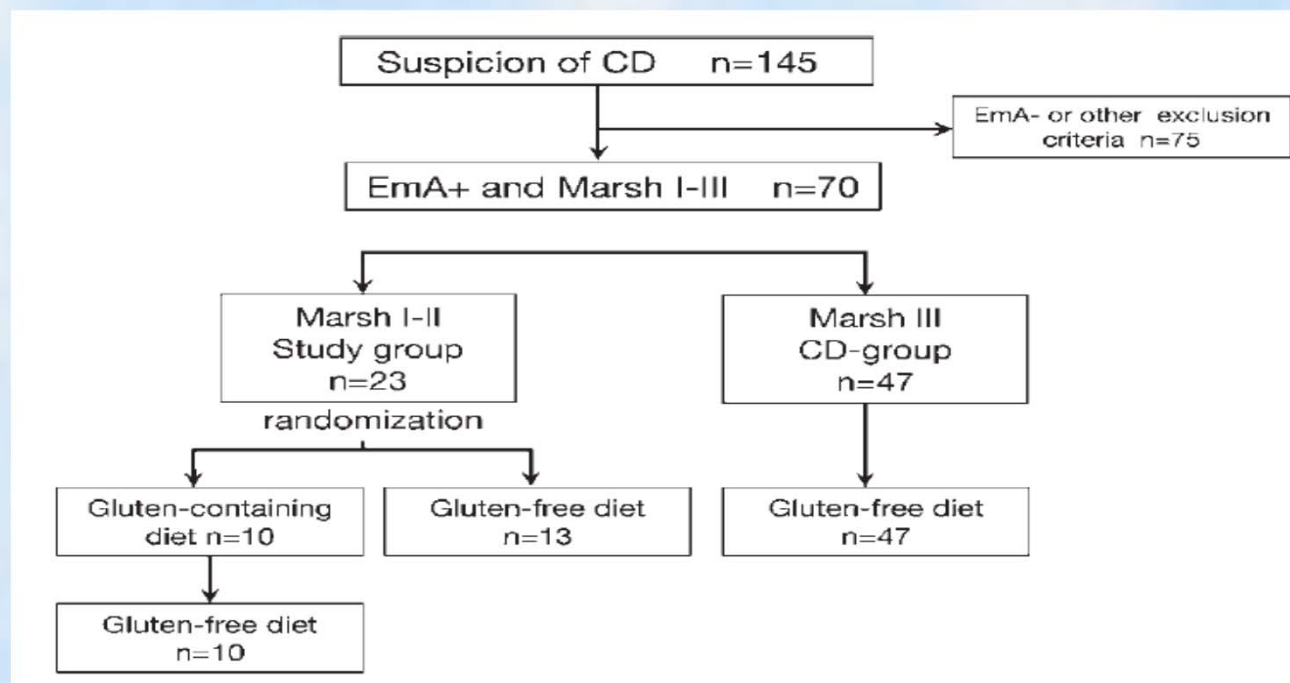 Suspicion of CD n=145
EmA- or other exclusion
criteria n=75
EmA+ and Marsh I-III n=70
Marsh I-II
Study group
n=23
Marsh III
CD-group
n=47
randomization
Gluten-containing
diet n=10
Gluten-free diet
n=13
Gluten-free diet
n=47
Gluten-free diet
n=10